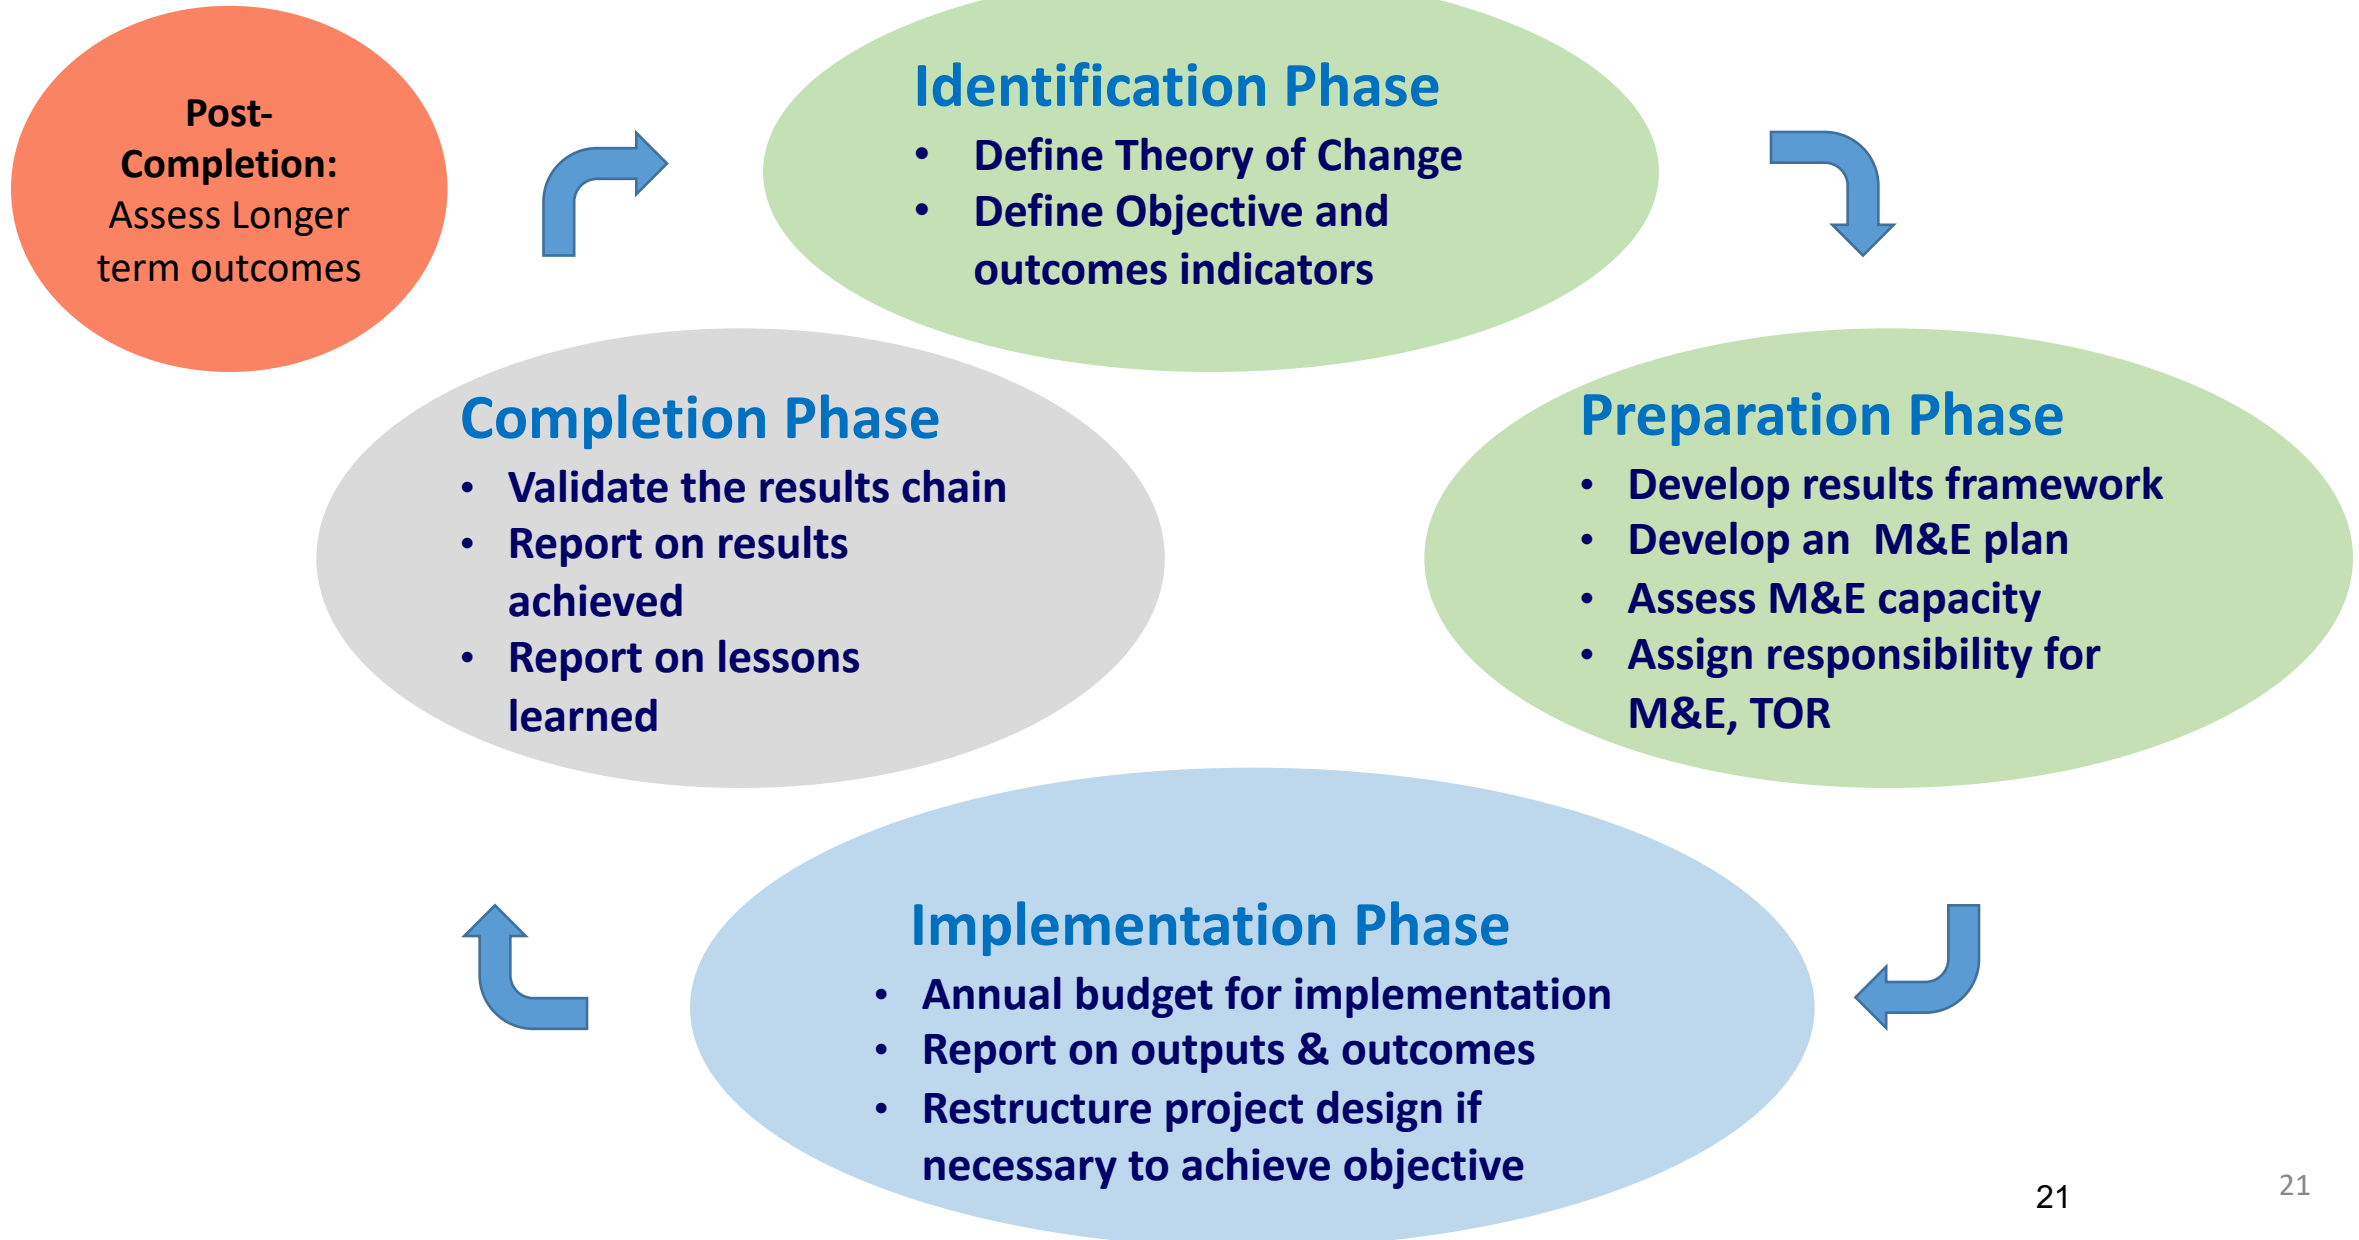 Post-
Completion:
Assess Longer
term outcomes
Identification Phase
• Define Theory of Change
• Define Objective and
outcomes indicators
Preparation Phase
• Develop results framework
• Develop an  M&E plan
• Assess M&E capacity
• Assign responsibility for
M&E, TOR
Completion Phase
• Validate the results chain
• Report on results
achieved
• Report on lessons
learned
Implementation Phase
• Annual budget for implementation
• Report on outputs & outcomes
• Restructure project design if
necessary to achieve objective
21
21